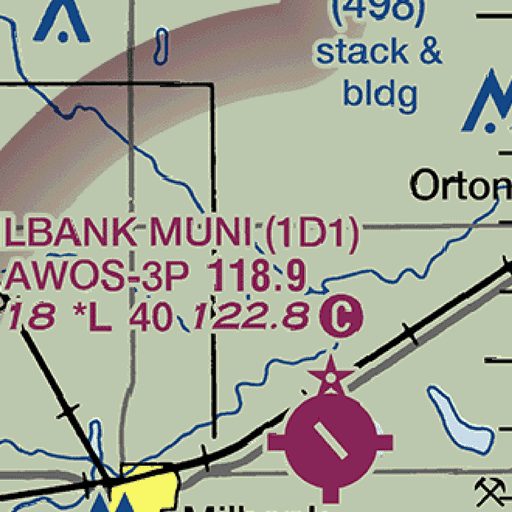 (498)
stack &
bldg
Orton
LBANK MUNI (1D1)
AWOS-3P 118.9
18 *L 40 122.8 C